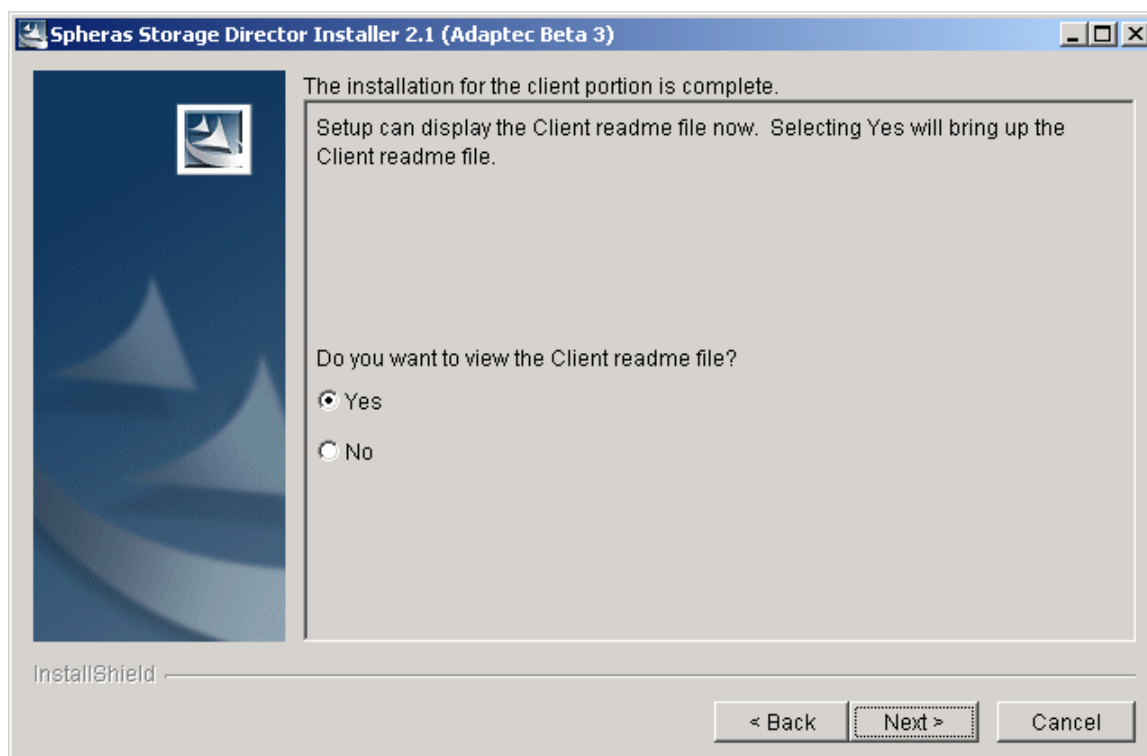 Spheras Storage Director Installer 2.1 (Adaptec Beta 3)
The installation for the client portion is complete.
Setup can display the Client readme file now.  Selecting Yes will bring up the
Client readme file.
Do you want to view the Client readme file?
Yes
No
InstallShield
< Back
Next >
Cancel